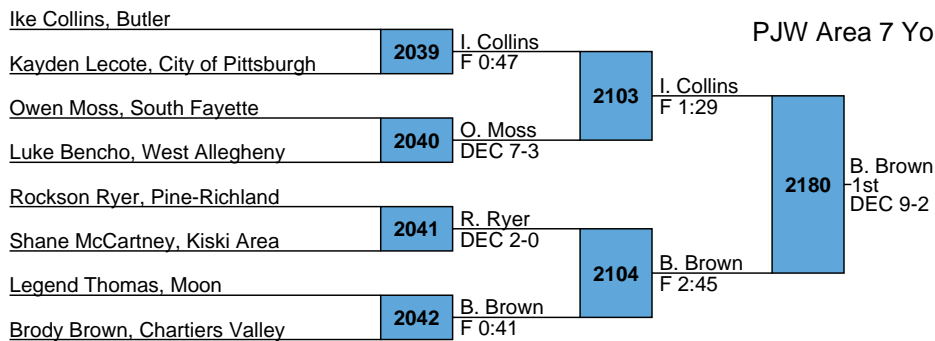 Ike Collins, Butler
PJW Area 7 Yo
2039
I. Collins
F 0:47
Kayden Lecote, City of Pittsburgh
2103
I. Collins
F 1:29
Owen Moss, South Fayette
2040
O. Moss
DEC 7-3
Luke Bencho, West Allegheny
2180
B. Brown
1st
DEC 9-2
Rockson Ryer, Pine-Richland
2041
R. Ryer
DEC 2-0
Shane McCartney, Kiski Area
2104
B. Brown
F 2:45
Legend Thomas, Moon
2042
B. Brown
F 0:41
Brody Brown, Chartiers Valley